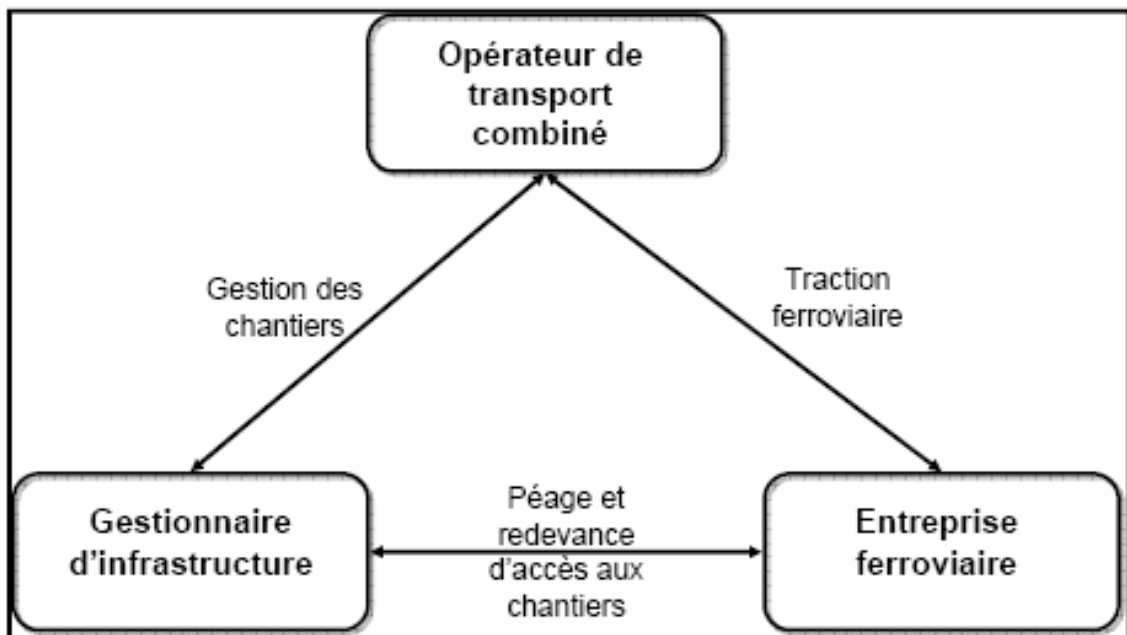 Opérateur de
transport
combiné
Gestion des
chantiers
Traction
ferroviaire
Gestionnaire
d'infrastructure
Péage et
redevance
d'accès aux
chantiers
Entreprise
ferroviaire